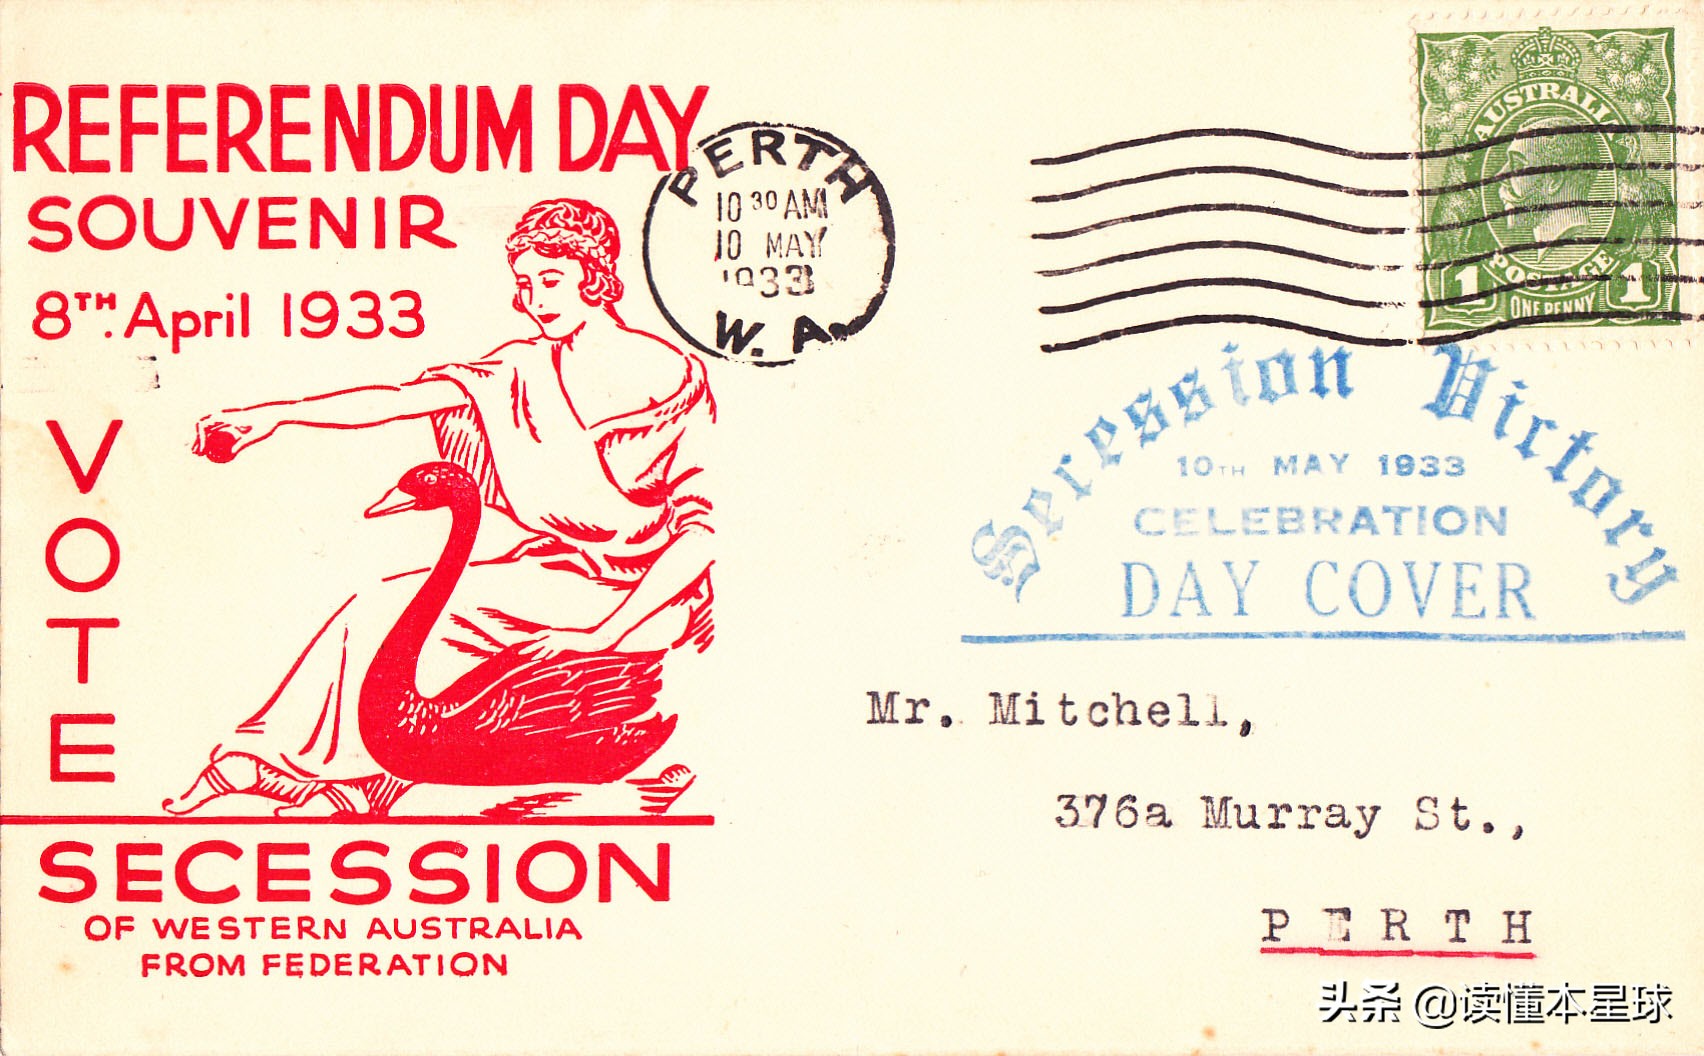 REFERENDUM DAY
SOUVENIR
8TH. April 1933
VOTE
SECESSION
OF WESTERN AUSTRALIA
FROM FEDERATION
PERTH
10 30 AM
10 MAY
1933
W. A.
AUSTRALIA
POSTAGE
1 ONE PENNY 1
Secession Victory
10TH MAY 1933
CELEBRATION
DAY COVER
Mr. Mitchell,
376a Murray St.,
PERTH
头条 @读懂本星球